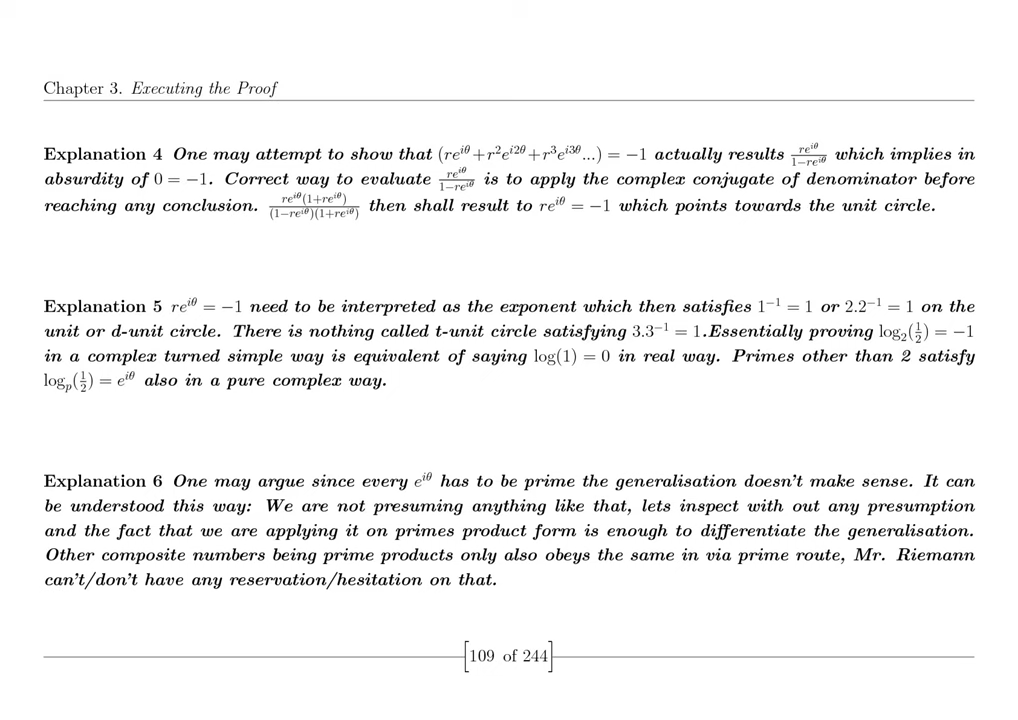 Chapter 3. Executing the Proof
Explanation 4 One may attempt to show that (re^{iθ}+r^2e^{i2θ}+r^3e^{i3θ}...) = −1 actually results \frac{re^{iθ}}{1−re^{iθ}} which implies in
absurdity of 0 = −1. Correct way to evaluate \frac{re^{iθ}}{1−re^{iθ}} is to apply the complex conjugate of denominator before
reaching any conclusion. \frac{re^{iθ}(1+re^{iθ})}{(1−re^{iθ})(1+re^{iθ})} then shall result to re^{iθ} = −1 which points towards the unit circle.
Explanation 5 re^{iθ} = −1 need to be interpreted as the exponent which then satisfies 1^{−1} = 1 or 2.2^{−1} = 1 on the
unit or d-unit circle. There is nothing called t-unit circle satisfying 3.3^{−1} = 1.Essentially proving log_2(\frac{1}{2}) = −1
in a complex turned simple way is equivalent of saying log(1) = 0 in real way. Primes other than 2 satisfy
log_p(\frac{1}{2}) = e^{iθ} also in a pure complex way.
Explanation 6 One may argue since every e^{iθ} has to be prime the generalisation doesn't make sense. It can
be understood this way: We are not presuming anything like that, lets inspect with out any presumption
and the fact that we are applying it on primes product form is enough to differentiate the generalisation.
Other composite numbers being prime products only also obeys the same in via prime route, Mr. Riemann
can't/don't have any reservation/hesitation on that.
[109 of 244]